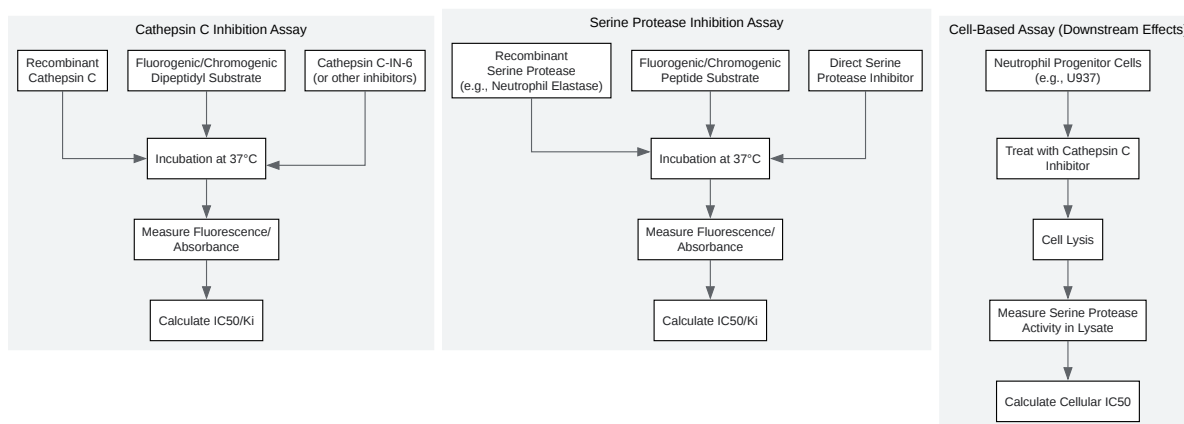 Cathepsin C Inhibition Assay
Recombinant
Cathepsin C
Fluorogenic/Chromogenic
Dipeptidyl Substrate
Cathepsin C-IN-6
(or other inhibitors)
Incubation at 37°C
Measure Fluorescence/
Absorbance
Calculate IC50/Ki
Serine Protease Inhibition Assay
Recombinant
Serine Protease
(e.g., Neutrophil Elastase)
Fluorogenic/Chromogenic
Peptide Substrate
Direct Serine
Protease Inhibitor
Incubation at 37°C
Measure Fluorescence/
Absorbance
Calculate IC50/Ki
Cell-Based Assay (Downstream Effects)
Neutrophil Progenitor Cells
(e.g., U937)
Treat with Cathepsin C
Inhibitor
Cell Lysis
Measure Serine Protease
Activity in Lysate
Calculate Cellular IC50